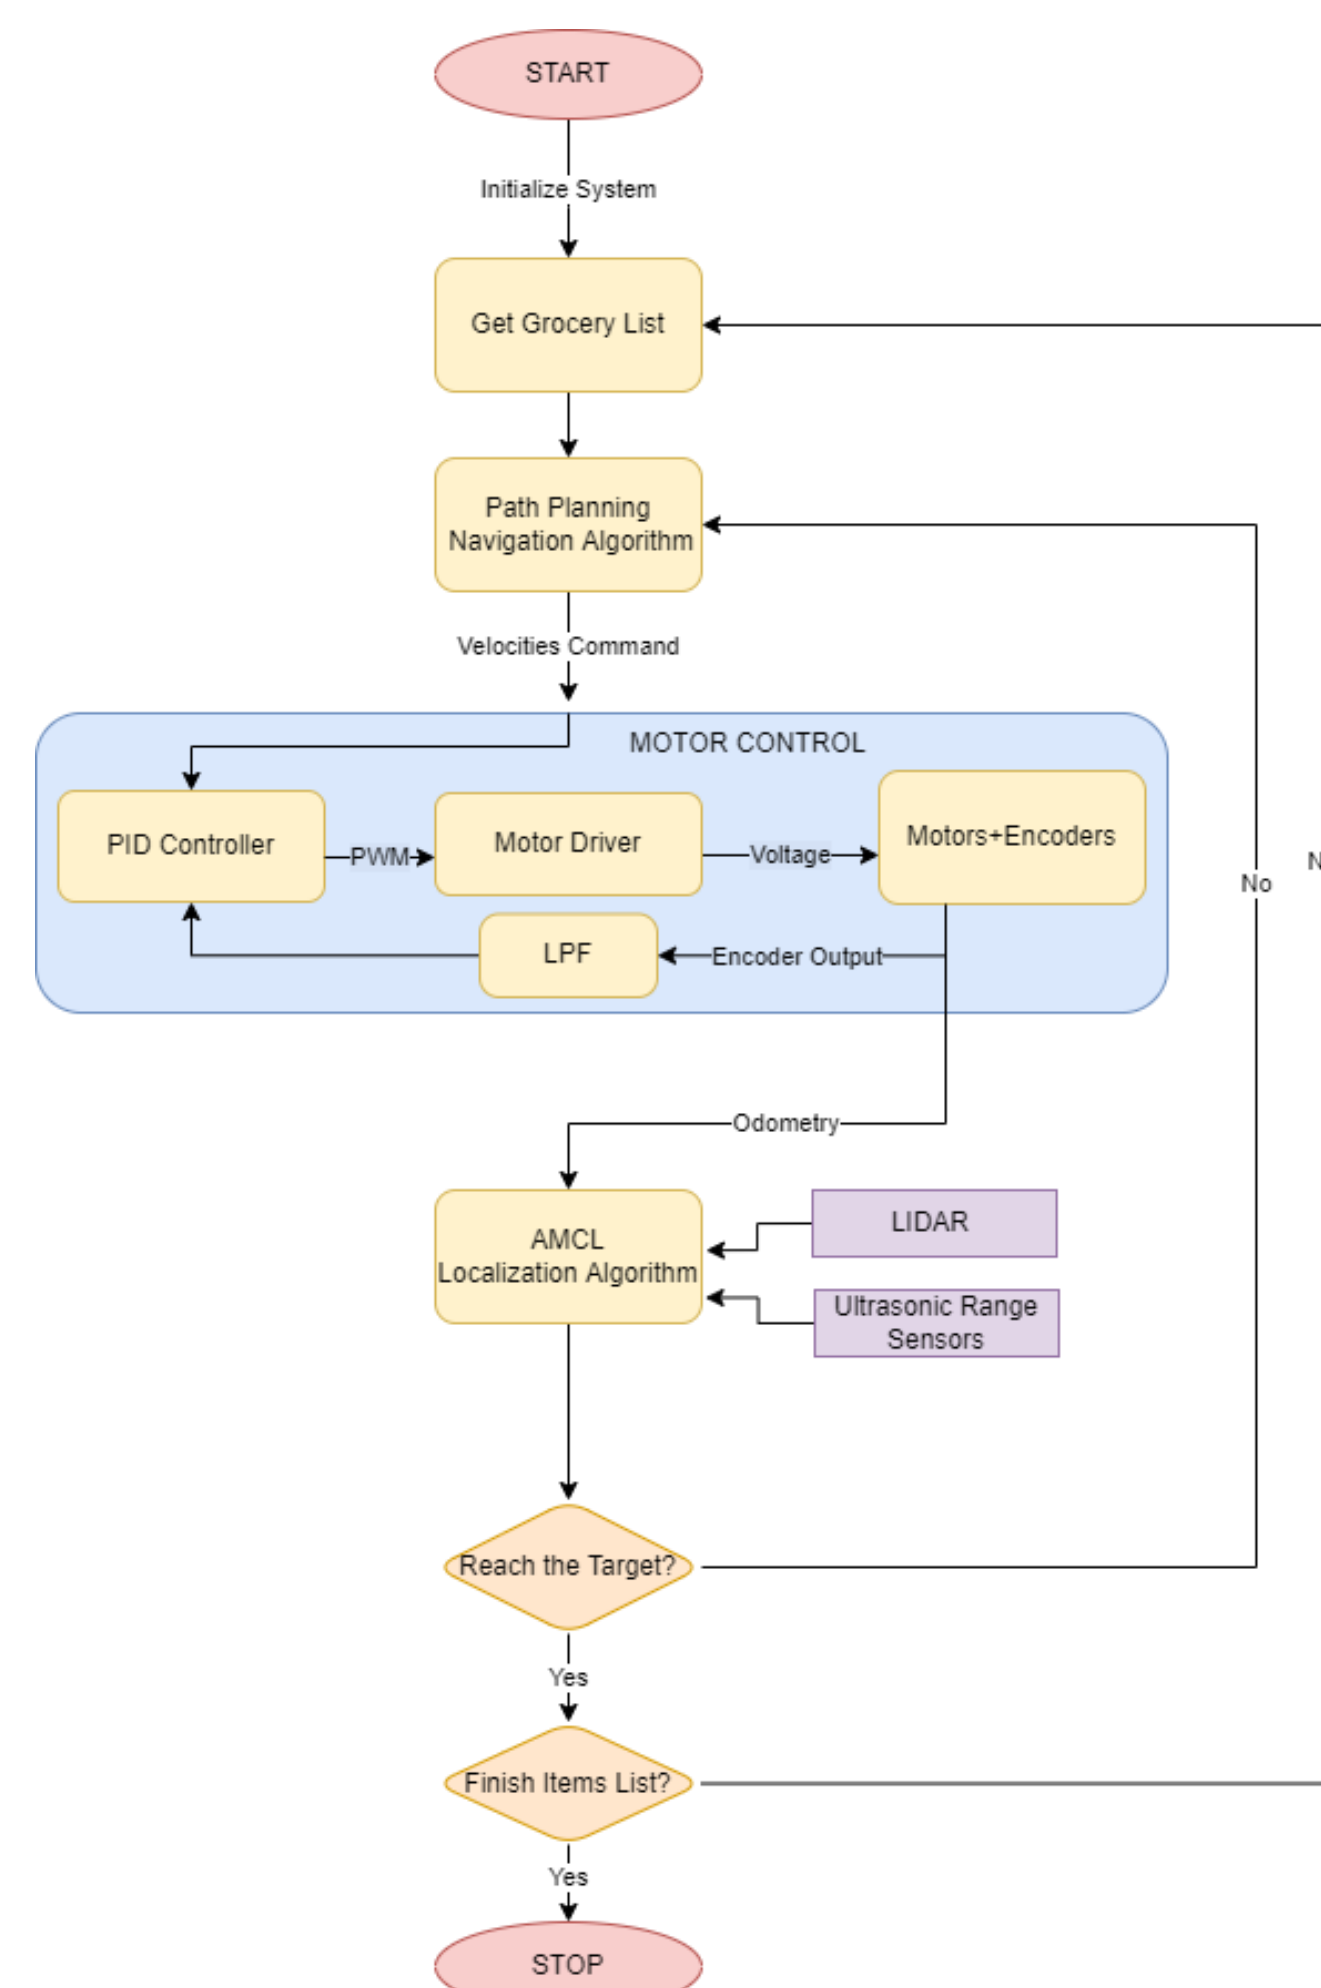 START
Initialize System
Get Grocery List
Path Planning
Navigation Algorithm
Velocities Command
MOTOR CONTROL
PID Controller
PWM
Motor Driver
Voltage
Motors+Encoders
LPF
Encoder Output
No
Odometry
AMCL
Localization Algorithm
LIDAR
Ultrasonic Range
Sensors
Reach the Target?
Yes
Finish Items List?
Yes
STOP